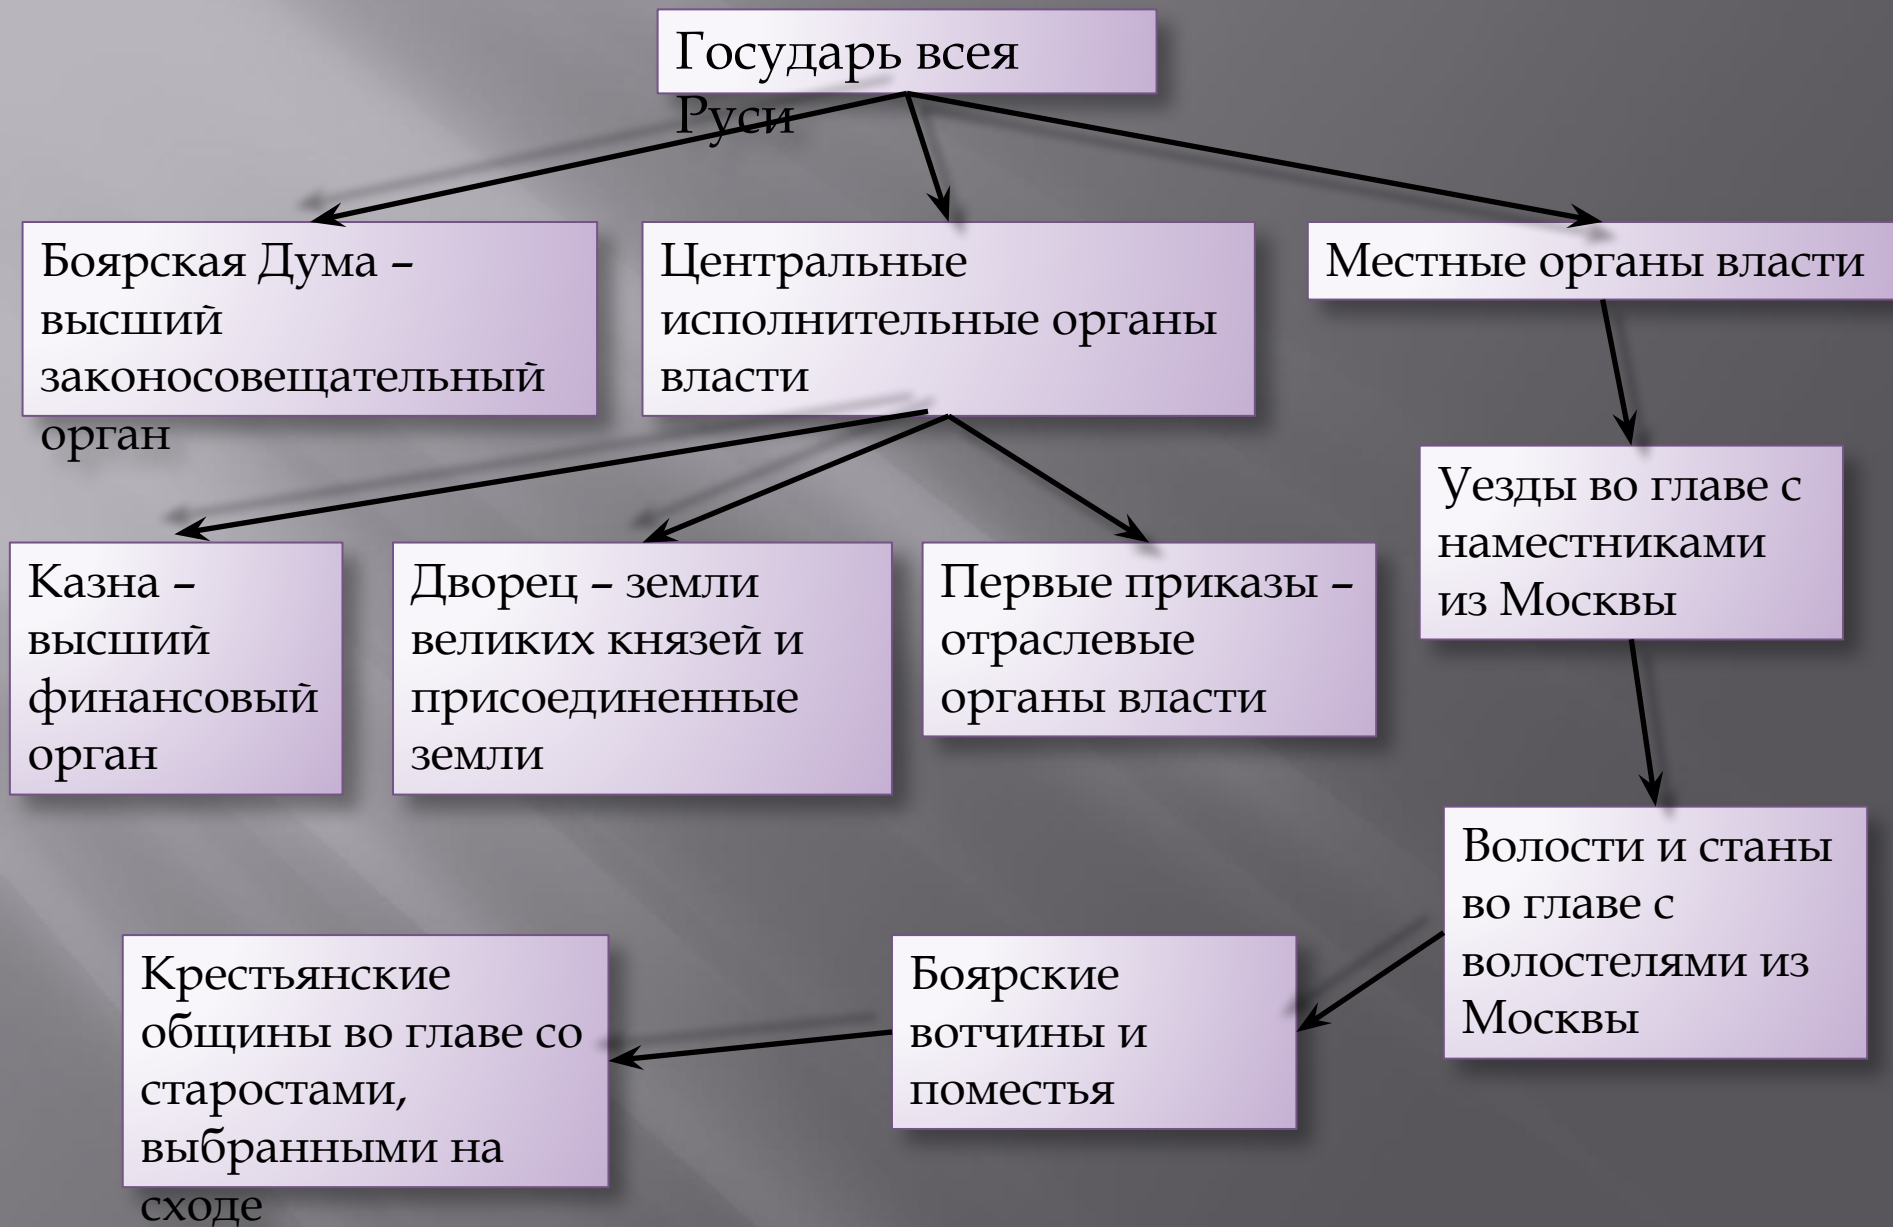 Государь всея
Руси
Боярская Дума –
высший
законосовещательный
орган
Центральные
исполнительные органы
власти
Местные органы власти
Казна –
высший
финансовый
орган
Дворец – земли
великих князей и
присоединенные
земли
Первые приказы –
отраслевые
органы власти
Уезды во главе с
наместниками
из Москвы
Волости и станы
во главе с
волостелями из
Москвы
Боярские
вотчины и
поместья
Крестьянские
общины во главе со
старостами,
выбранными на
сходе